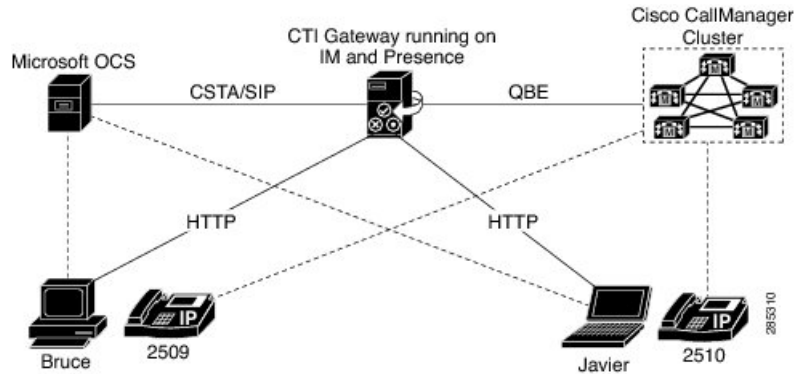 Microsoft OCS
CTI Gateway running on
IM and Presence
Cisco CallManager
Cluster
CSTA/SIP
QBE
M
M
M
M
M
HTTP
HTTP
IP
IP
Bruce
2509
Javier
2510
285310